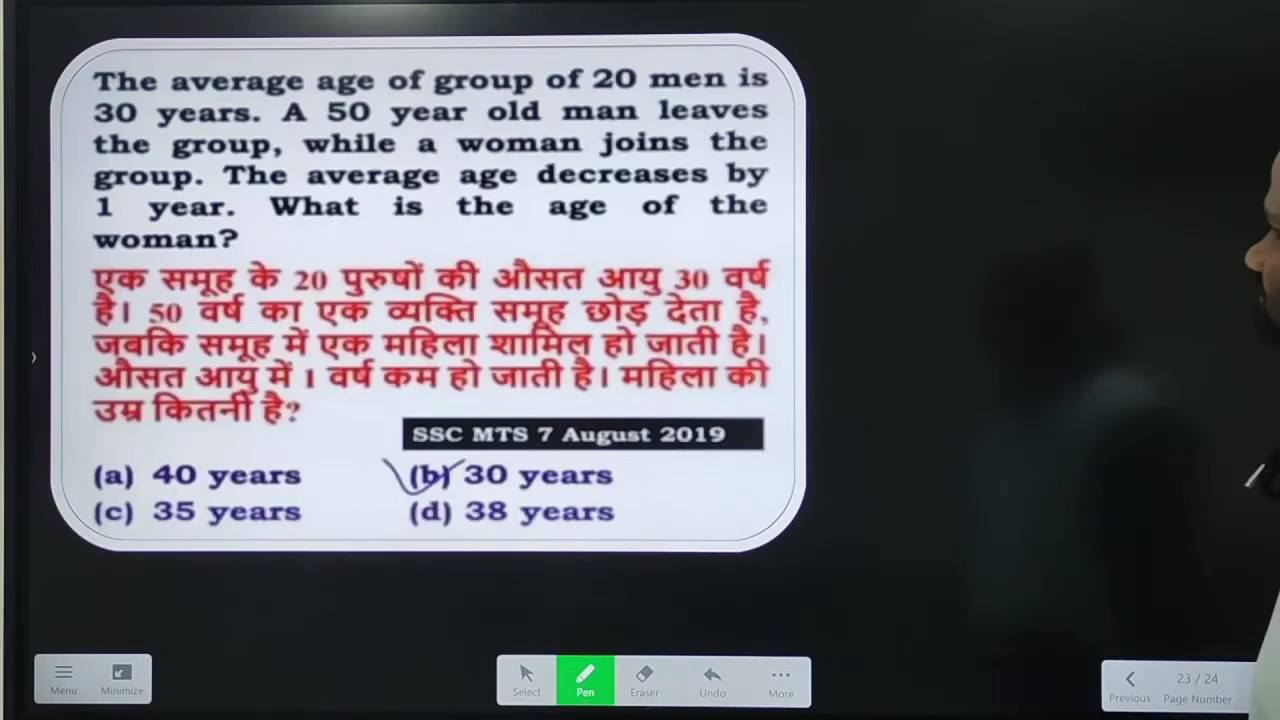 The average age of group of 20 men is
30 years. A 50 year old man leaves
the group, while a woman joins the
group. The average age decreases by
1 year. What is the age of the
woman?
एक समूह के 20 पुरुषों की औसत आयु 30 वर्ष
है। 50 वर्ष का एक व्यक्ति समूह छोड़ देता है,
जबकि समूह में एक महिला शामिल हो जाती है।
औसत आयु में 1 वर्ष कम हो जाती है। महिला की
उम्र कितनी है?
SSC MTS 7 August 2019
(a) 40 years (b) 30 years
(c) 35 years (d) 38 years
Menu Minimize Select Pen Eraser Undo More Previous 23 / 24 Page Number